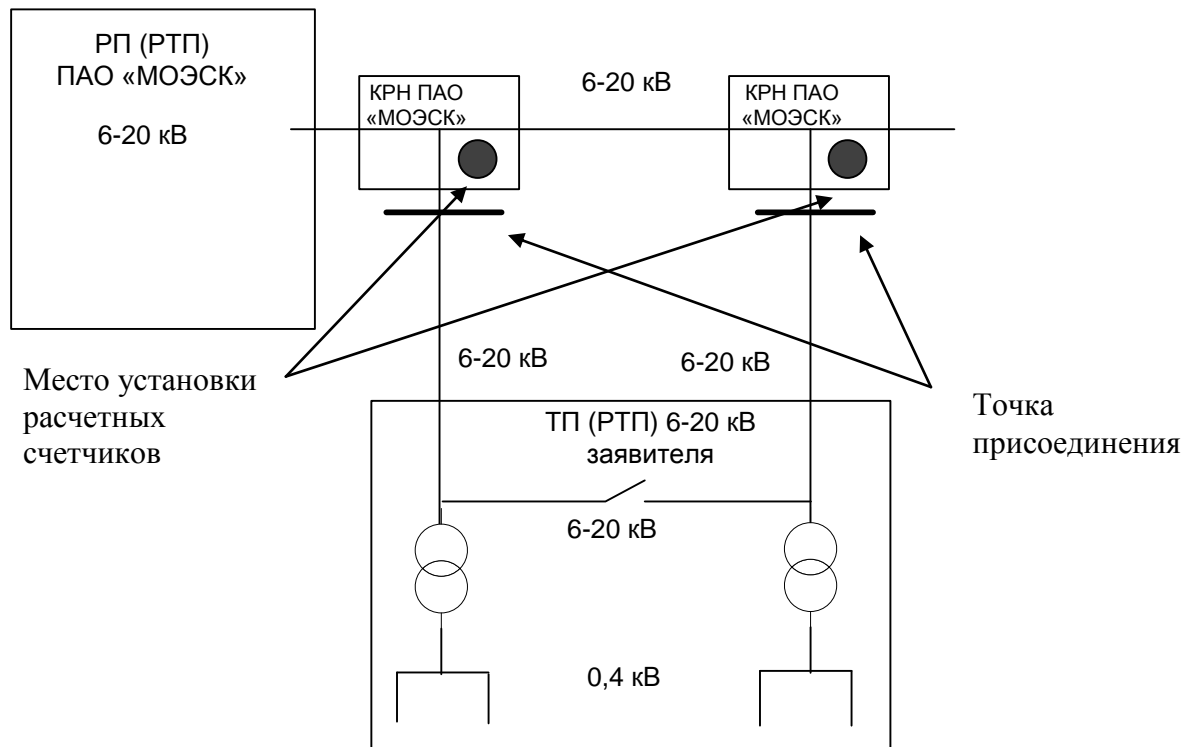 РП (РТП)
ПАО «МОЭСК»
6-20 кВ
КРН ПАО
«МОЭСК»
6-20 кВ
КРН ПАО
«МОЭСК»
6-20 кВ
6-20 кВ
Место установки
расчетных
счетчиков
Точка
присоединения
ТП (РТП) 6-20 кВ
заявителя
6-20 кВ
0,4 кВ